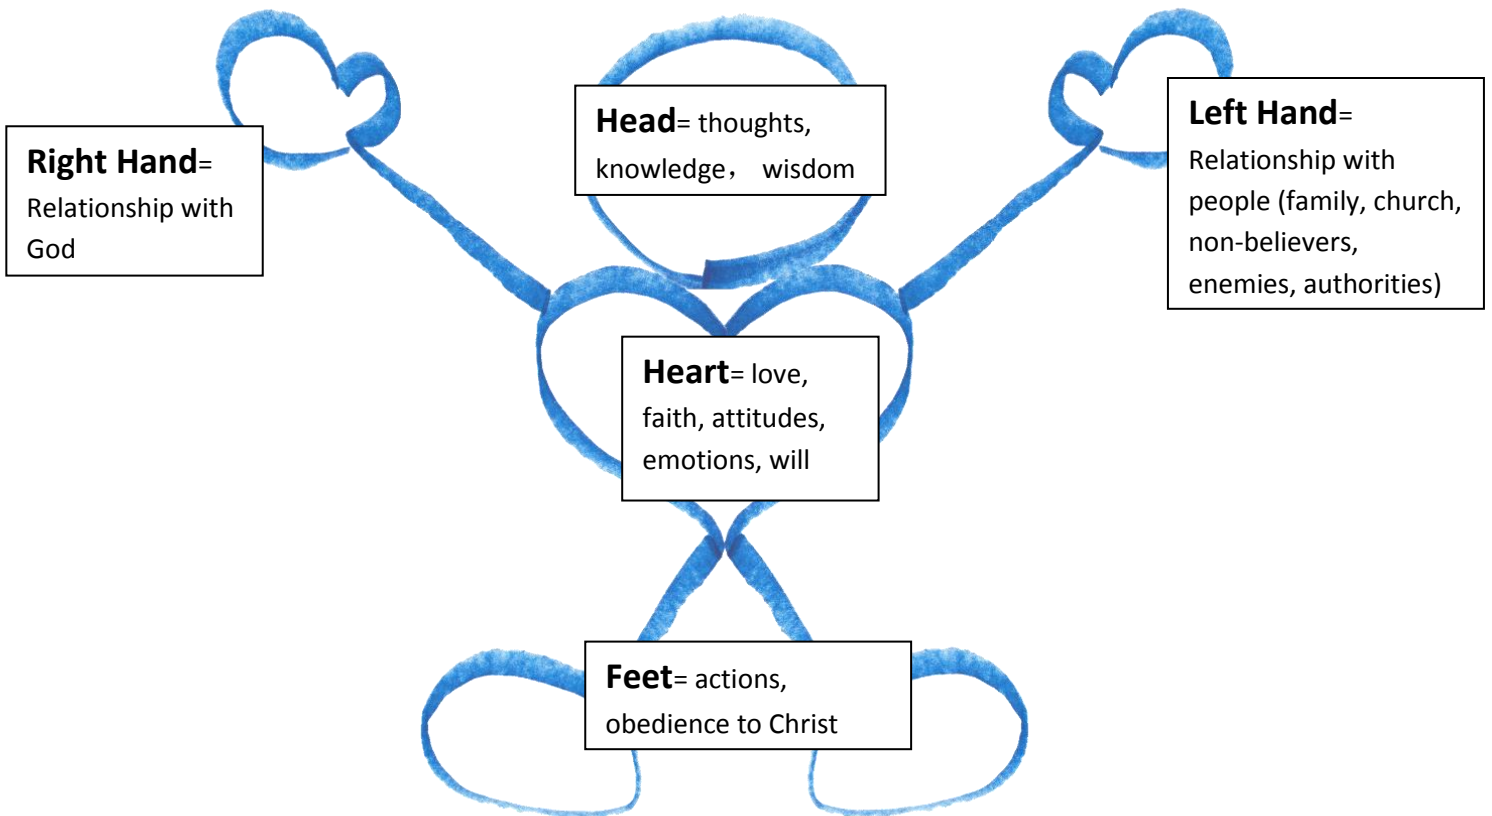 Head= thoughts,
knowledge， wisdom
Left Hand=
Relationship with
people (family, church,
non-believers,
enemies, authorities)
Right Hand=
Relationship with
God
Heart= love,
faith, attitudes,
emotions, will
Feet= actions,
obedience to Christ